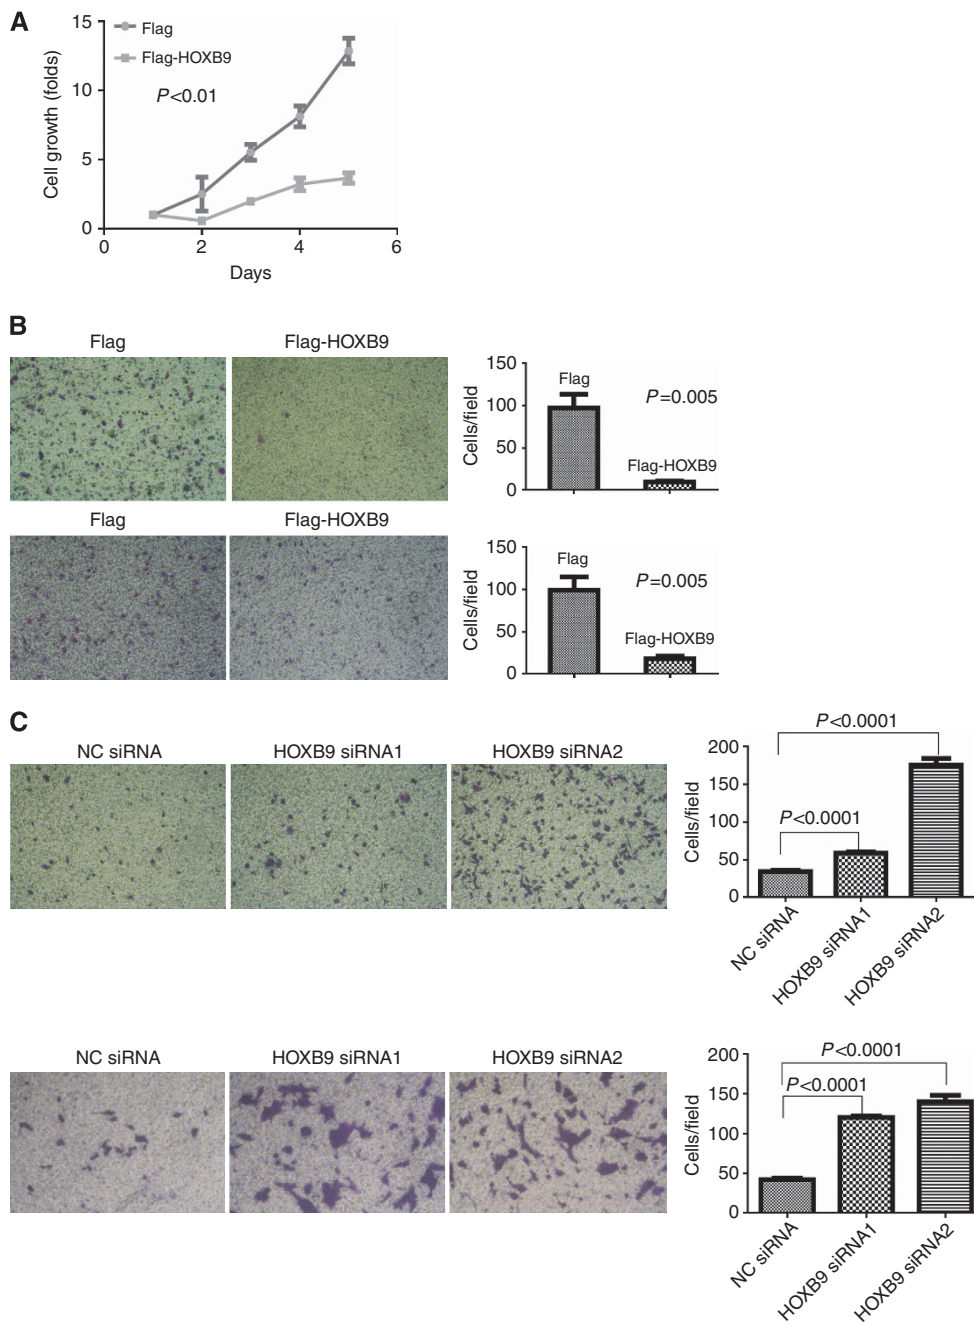 A
15
10
5
0
Cell growth (folds)
Flag
Flag-HOXB9
P<0.01
0 2 4 6
Days
B
Flag Flag-HOXB9
150
100
50
0
Cells/field
Flag
P=0.005
Flag-HOXB9
Flag Flag-HOXB9
150
100
50
0
Cells/field
Flag
P=0.005
Flag-HOXB9
C
NC siRNA HOXB9 siRNA1 HOXB9 siRNA2
P<0.0001
200
150
100
50
0
Cells/field
P<0.0001
NC siRNA
HOXB9 siRNA1
HOXB9 siRNA2
NC siRNA HOXB9 siRNA1 HOXB9 siRNA2
200
150
100
50
0
Cells/field
P<0.0001
P<0.0001
NC siRNA
HOXB9 siRNA1
HOXB9 siRNA2